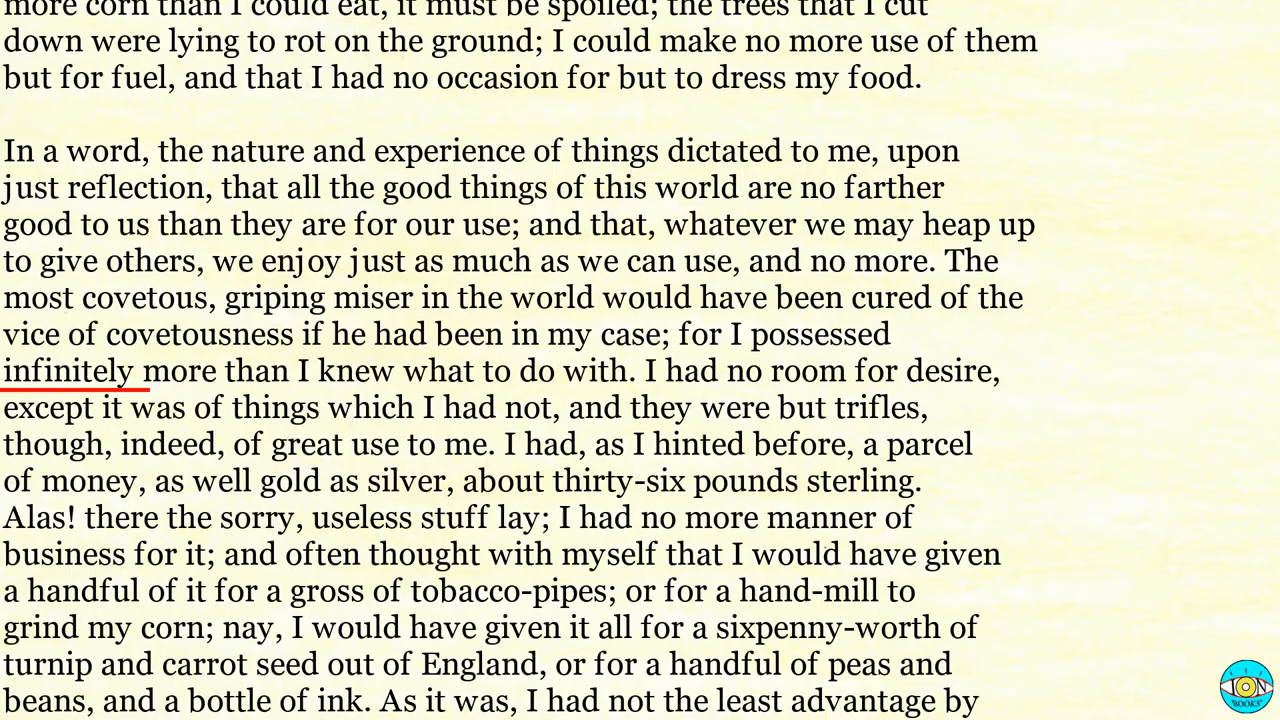 more corn than I could eat, it must be spoiled; the trees that I cut
down were lying to rot on the ground; I could make no more use of them
but for fuel, and that I had no occasion for but to dress my food.
In a word, the nature and experience of things dictated to me, upon
just reflection, that all the good things of this world are no farther
good to us than they are for our use; and that, whatever we may heap up
to give others, we enjoy just as much as we can use, and no more. The
most covetous, griping miser in the world would have been cured of the
vice of covetousness if he had been in my case; for I possessed
infinitely more than I knew what to do with. I had no room for desire,
except it was of things which I had not, and they were but trifles,
though, indeed, of great use to me. I had, as I hinted before, a parcel
of money, as well gold as silver, about thirty-six pounds sterling.
Alas! there the sorry, useless stuff lay; I had no more manner of
business for it; and often thought with myself that I would have given
a handful of it for a gross of tobacco-pipes; or for a hand-mill to
grind my corn; nay, I would have given it all for a sixpenny-worth of
turnip and carrot seed out of England, or for a handful of peas and
beans, and a bottle of ink. As it was, I had not the least advantage by
ION
BOOKS